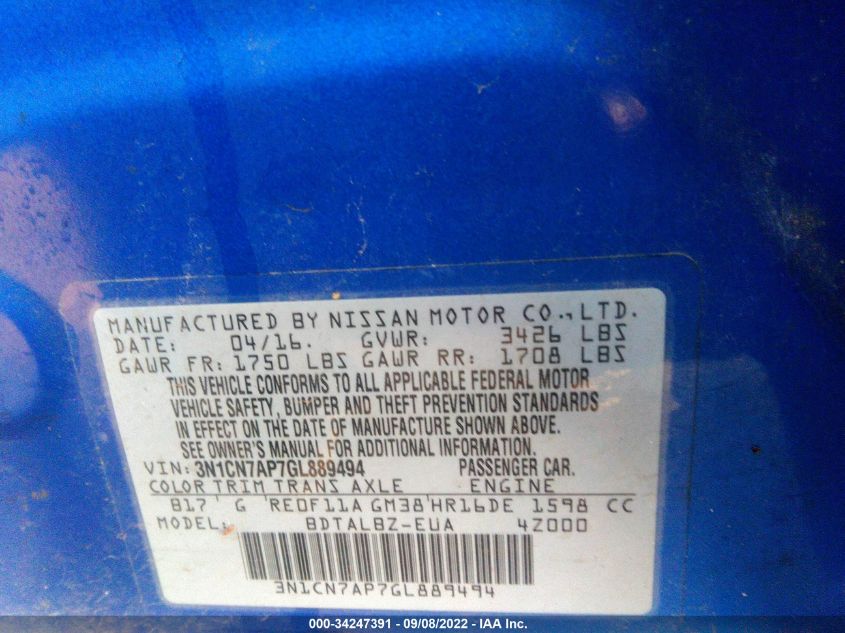 MANUFACTURED BY NISSAN MOTOR CO., LTD.
DATE: 04/16. GVWR: 3426 LBS
GAWR FR: 1750 LBS GAWR RR: 1708 LBS
THIS VEHICLE CONFORMS TO ALL APPLICABLE FEDERAL MOTOR
VEHICLE SAFETY, BUMPER AND THEFT PREVENTION STANDARDS
IN EFFECT ON THE DATE OF MANUFACTURE SHOWN ABOVE.
SEE OWNER'S MANUAL FOR ADDITIONAL INFORMATION.
VIN: 3N1CN7AP7GL889494 PASSENGER CAR.
COLOR TRIM TRANS AXLE ENGINE
B17 G RE0F11A GM38 HR16DE 1598 CC
MODEL: BDTALBZ-EUA 4Z000
3N1CN7AP7GL889494
000-34247391 - 09/08/2022 - IAA Inc.